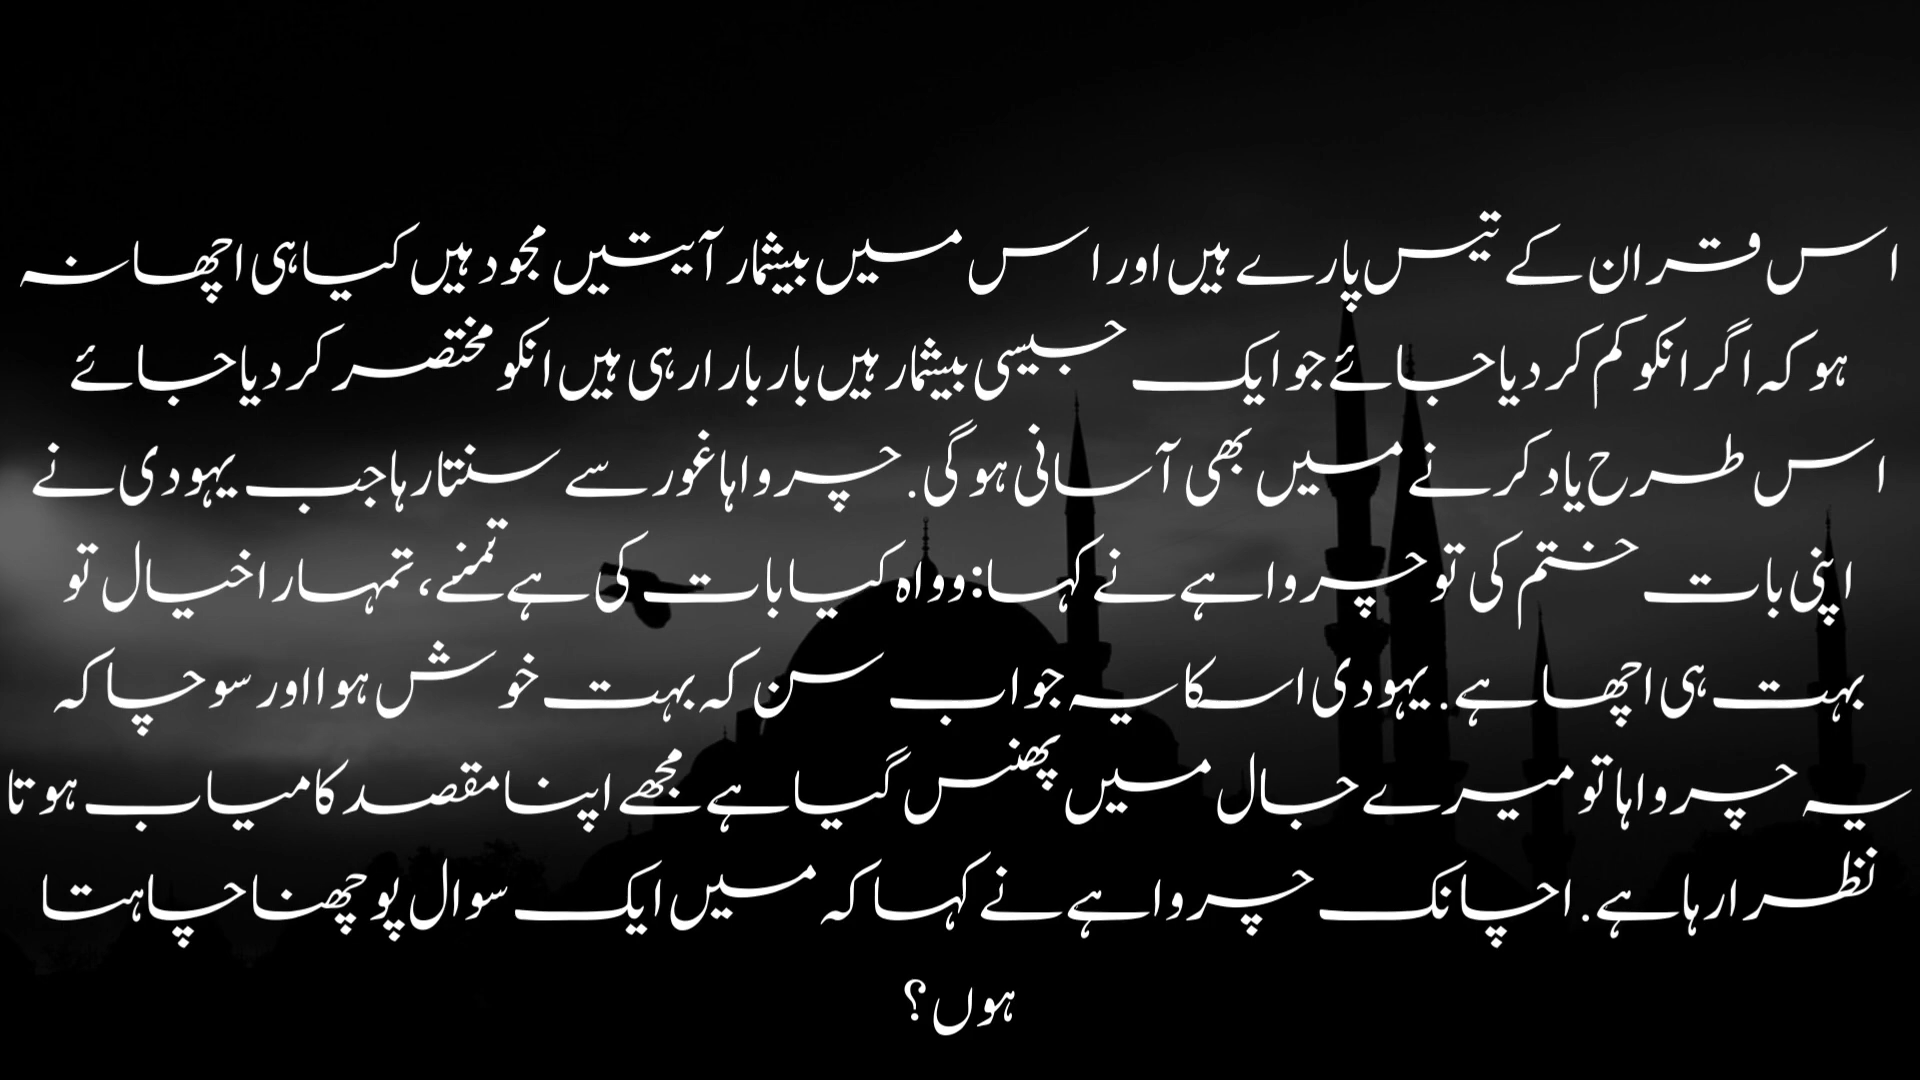 اس قران کے تیس پارے ہیں اور اس میں بیشمار آیتیں مجود ہیں کیا ہی اچھا نہ
ہو کہ اگر انکو کم کر دیا جائے جو ایک جیسی بیشمار ہیں بار بار ارہی ہیں انکو مختصر کر دیا جائے
اس طرح یاد کرنے میں بھی آسانی ہوگی. چرواہا غور سے سنتا رہا جب یہودی نے
اپنی بات ختم کی تو چرواہے نے کہا: وواہ کیا بات کی ہے تمنے، تمہارا خیال تو
بہت ہی اچھا ہے. یہودی اسکا یہ جواب سن کہ بہت خوش ہوا اور سوچا کہ
یہ چرواہا تو میرے جال میں پھنس گیا ہے مجھے اپنا مقصد کامیاب ہوتا
نظر ارہا ہے. اچانک چرواہے نے کہا کہ میں ایک سوال پوچھنا چاہتا
ہوں؟